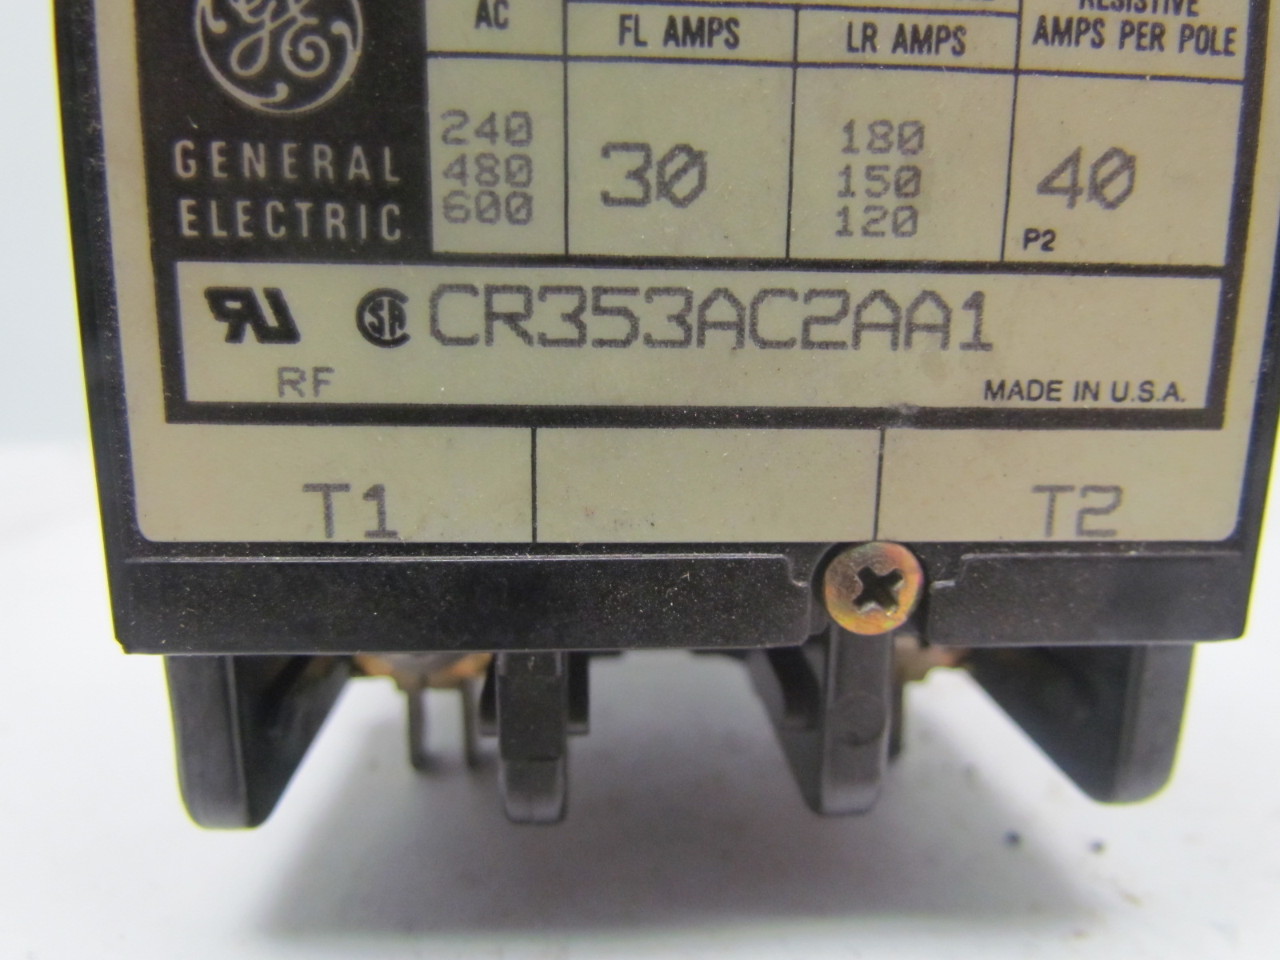 AC
FL AMPS
LR AMPS
RESISTIVE
AMPS PER POLE
GENERAL
ELECTRIC
240
480
600
30
180
150
120
40
P2
CR353AC2AA1
RF
MADE IN U.S.A.
T1
T2